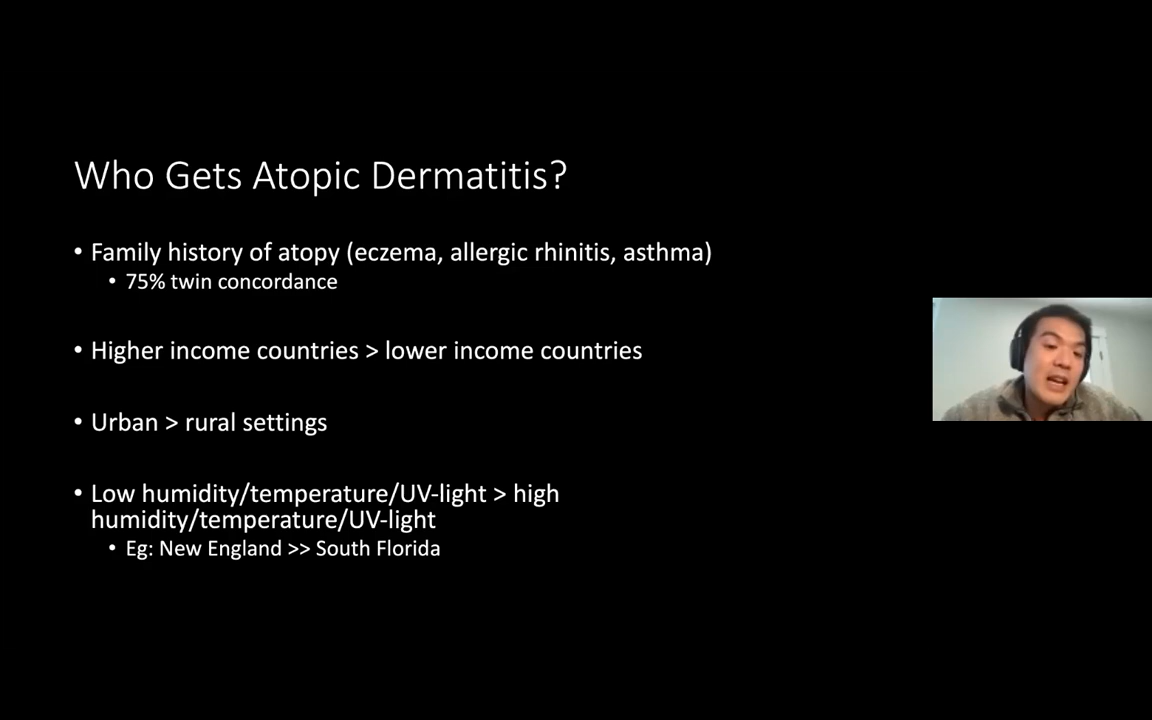 Who Gets Atopic Dermatitis?
• Family history of atopy (eczema, allergic rhinitis, asthma)
• 75% twin concordance
• Higher income countries > lower income countries
• Urban > rural settings
• Low humidity/temperature/UV-light > high
humidity/temperature/UV-light
• Eg: New England >> South Florida